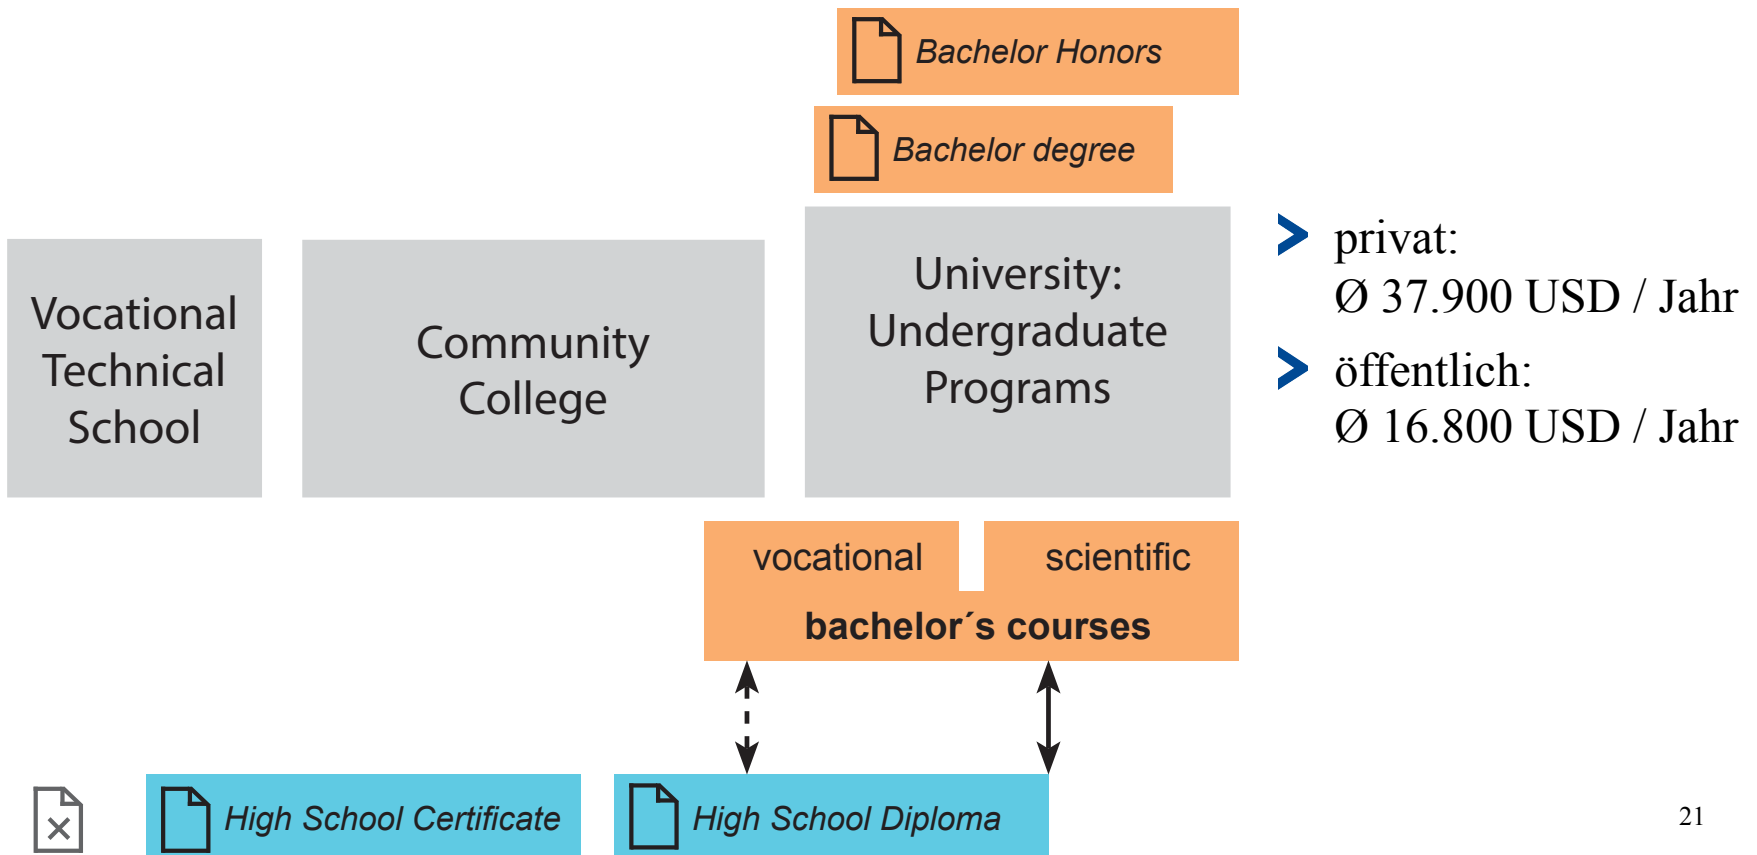 Bachelor Honors
Bachelor degree
Vocational
Technical
School
Community
College
University:
Undergraduate
Programs
privat:
Ø 37.900 USD / Jahr
öffentlich:
Ø 16.800 USD / Jahr
vocational
scientific
bachelor´s courses
High School Certificate
High School Diploma
21